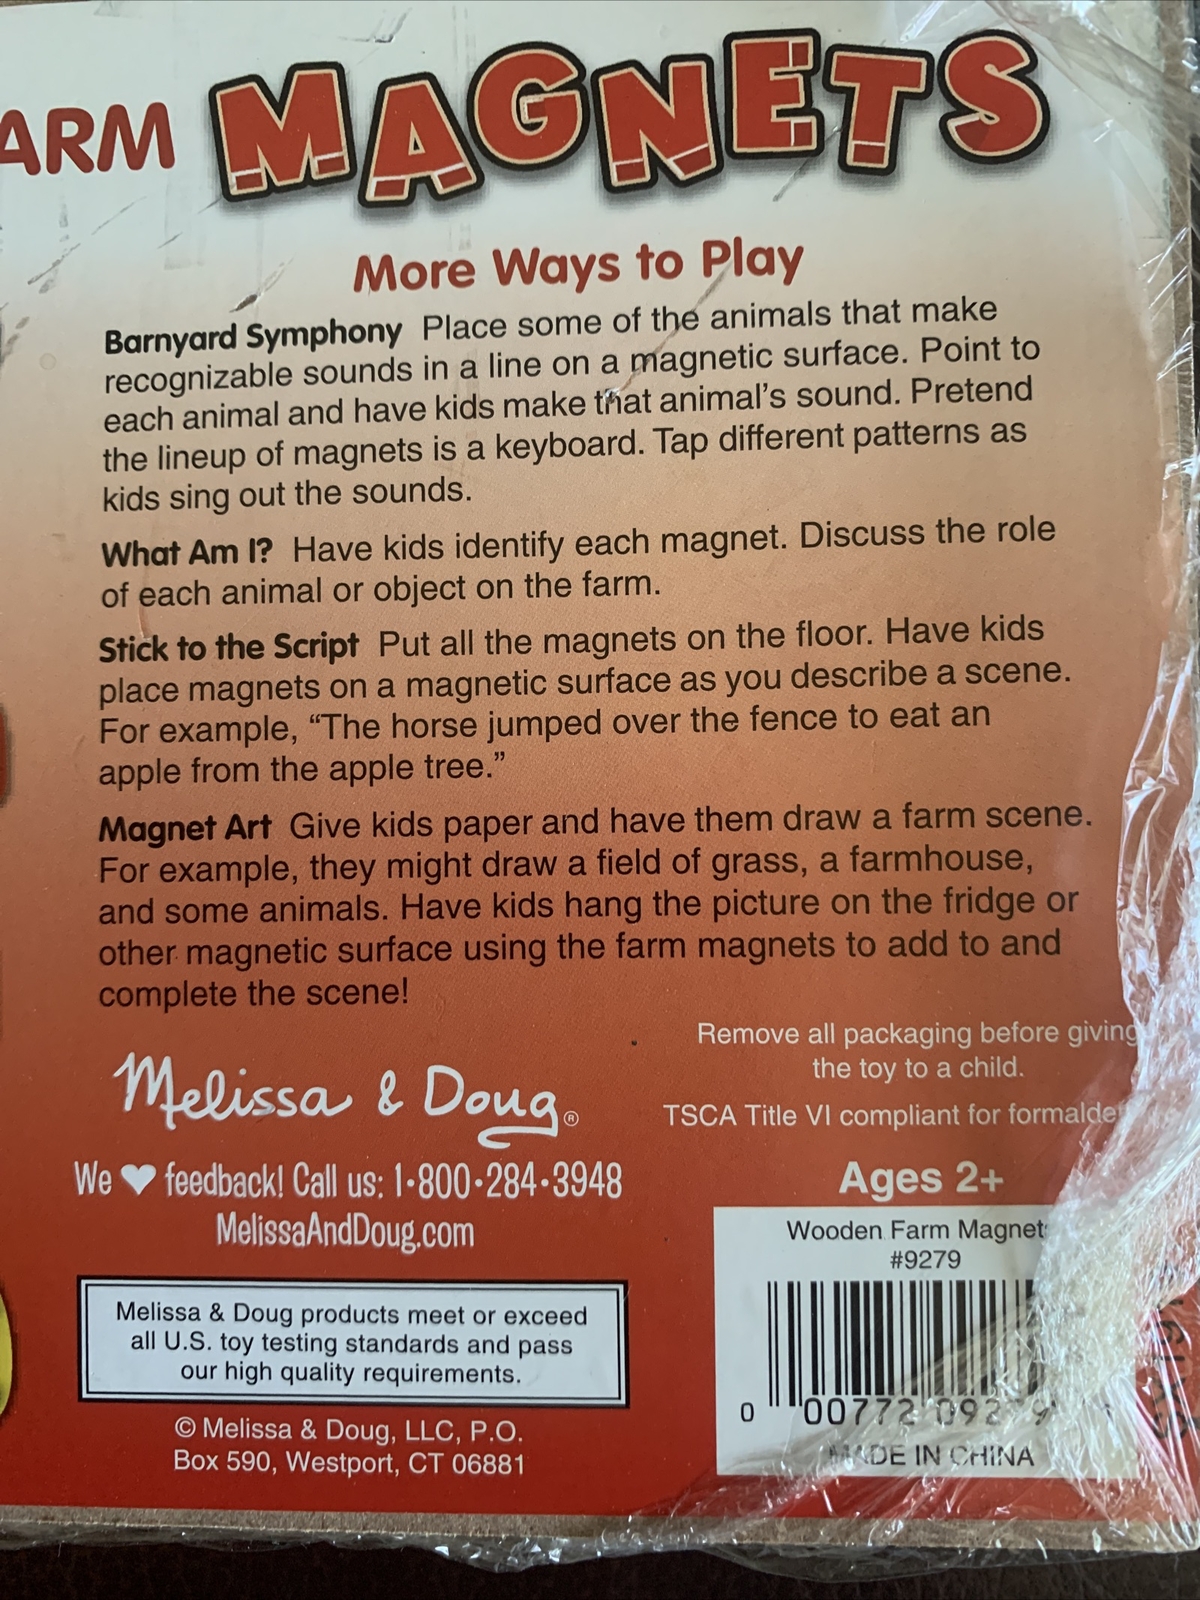 ARM MAGNETS
More Ways to Play
Barnyard Symphony Place some of the animals that make
recognizable sounds in a line on a magnetic surface. Point to
each animal and have kids make that animal's sound. Pretend
the lineup of magnets is a keyboard. Tap different patterns as
kids sing out the sounds.
What Am I? Have kids identify each magnet. Discuss the role
of each animal or object on the farm.
Stick to the Script Put all the magnets on the floor. Have kids
place magnets on a magnetic surface as you describe a scene.
For example, “The horse jumped over the fence to eat an
apple from the apple tree.”
Magnet Art Give kids paper and have them draw a farm scene.
For example, they might draw a field of grass, a farmhouse,
and some animals. Have kids hang the picture on the fridge or
other magnetic surface using the farm magnets to add to and
complete the scene!
Remove all packaging before giving
the toy to a child.
TSCA Title VI compliant for formalde
Melissa & Doug®
We ♥ feedback! Call us: 1•800•284•3948
MelissaAndDoug.com
Ages 2+
Wooden Farm Magnet
#9279
Melissa & Doug products meet or exceed
all U.S. toy testing standards and pass
our high quality requirements.
0 00772 09279
MADE IN CHINA
© Melissa & Doug, LLC, P.O.
Box 590, Westport, CT 06881